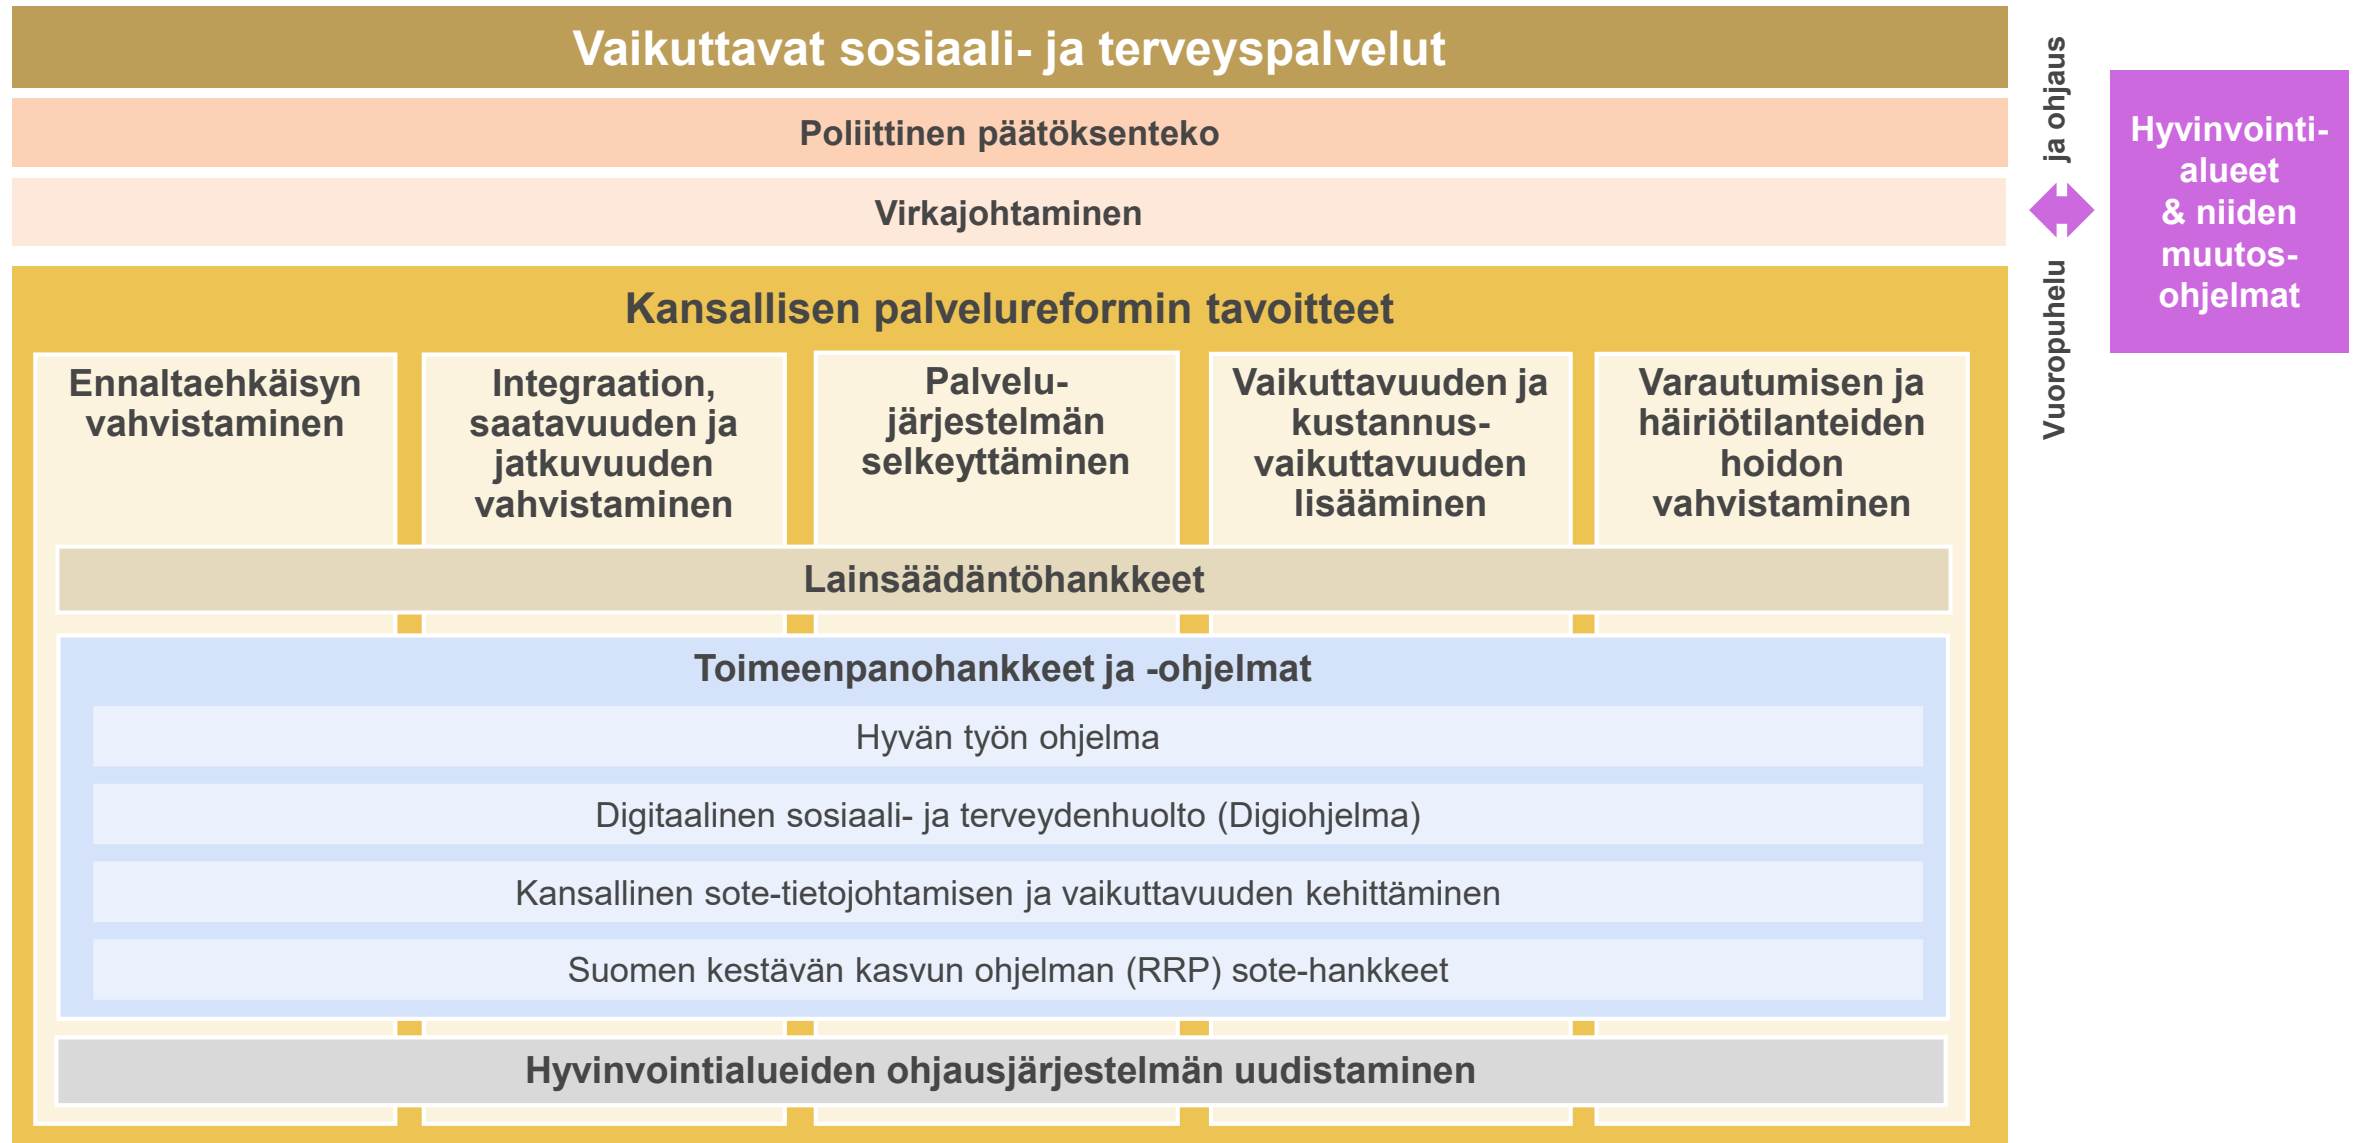 Vaikuttavat sosiaali- ja terveyspalvelut
Poliittinen päätöksenteko
Virkajohtaminen
Vuoropuhelu ja ohjaus
Hyvinvointi-
alueet
& niiden
muutos-
ohjelmat
Kansallisen palvelureformin tavoitteet
Ennaltaehkäisyn
vahvistaminen
Integraation,
saatavuuden ja
jatkuvuuden
vahvistaminen
Palvelu-
järjestelmän
selkeyttäminen
Vaikuttavuuden ja
kustannus-
vaikuttavuuden
lisääminen
Varautumisen ja
häiriötilanteiden
hoidon
vahvistaminen
Lainsäädäntöhankkeet
Toimeenpanohankkeet ja -ohjelmat
Hyvän työn ohjelma
Digitaalinen sosiaali- ja terveydenhuolto (Digiohjelma)
Kansallinen sote-tietojohtamisen ja vaikuttavuuden kehittäminen
Suomen kestävän kasvun ohjelman (RRP) sote-hankkeet
Hyvinvointialueiden ohjausjärjestelmän uudistaminen